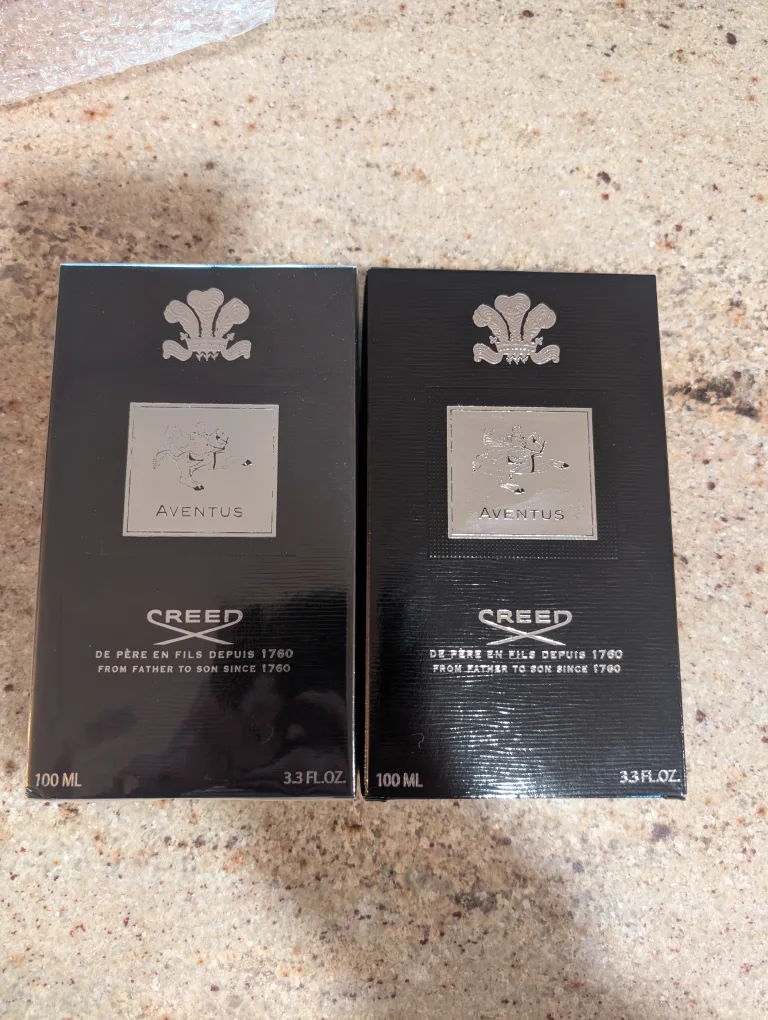 AVENTUS
CREED
DE PÈRE EN FILS DEPUIS 1760
FROM FATHER TO SON SINCE 1760
100 ML
3.3 FL.OZ.
AVENTUS
CREED
DE PÈRE EN FILS DEPUIS 1760
FROM FATHER TO SON SINCE 1760
100 ML
3.3 FL.OZ.